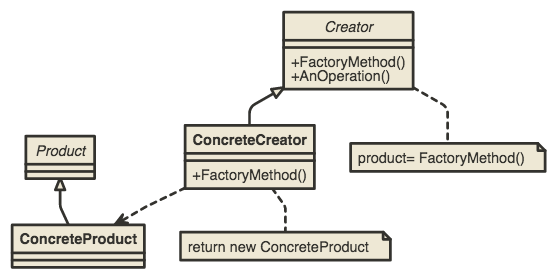 Creator
+FactoryMethod()
+AnOperation()
ConcreteCreator
+FactoryMethod()
product= FactoryMethod()
Product
ConcreteProduct
return new ConcreteProduct